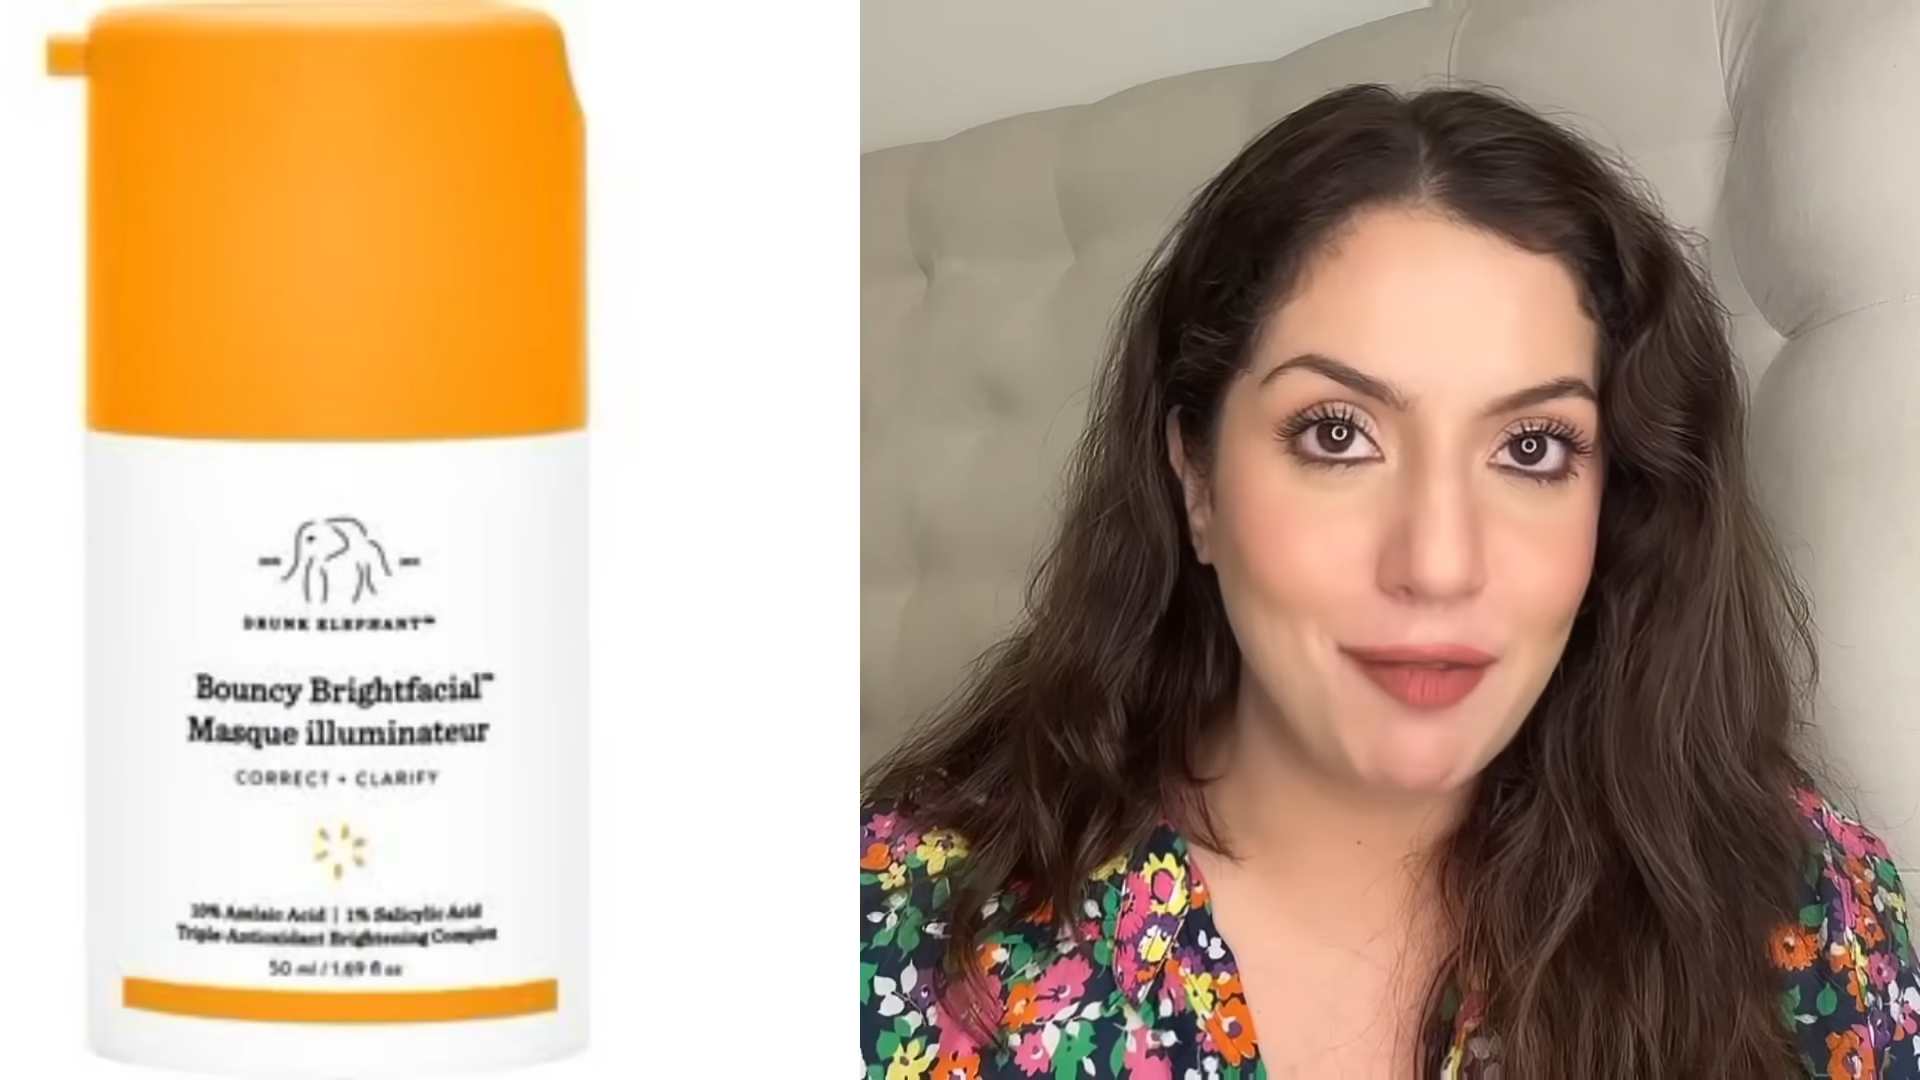 DRUNK ELEPHANT™
Bouncy Brightfacial™
Masque illuminateur
CORRECT + CLARIFY
10% Azelaic Acid | 1% Salicylic Acid
Triple-Antioxidant Brightening Complex
50 ml / 1.69 fl oz